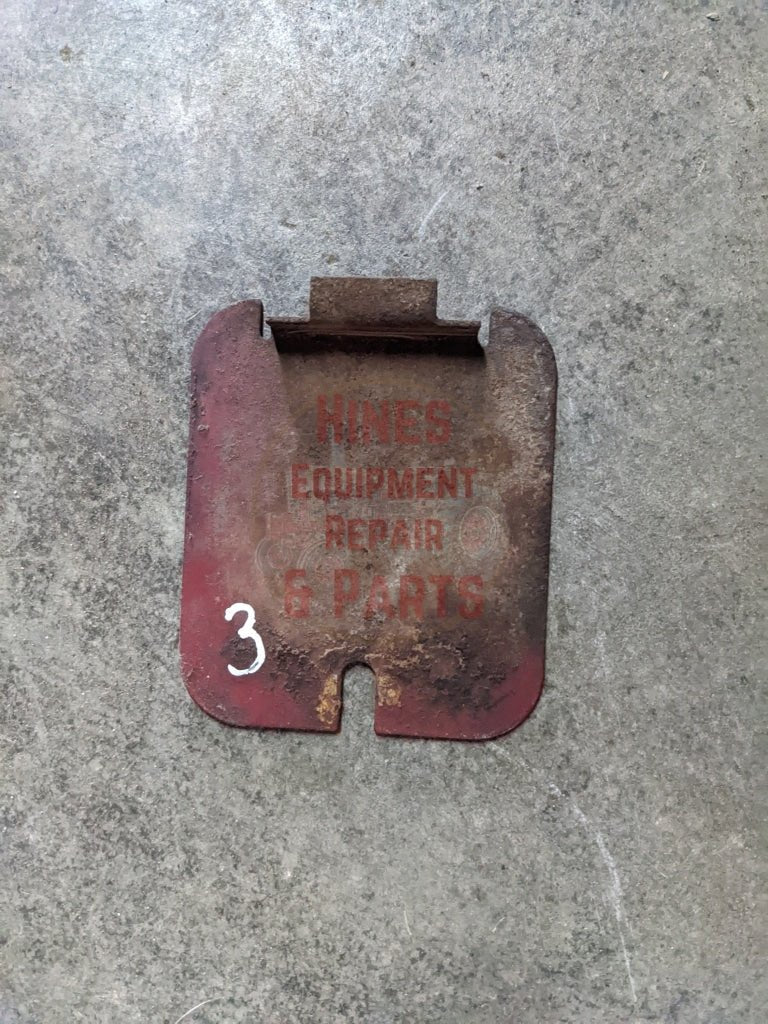 HINES
EQUIPMENT
REPAIR
& PARTS
3